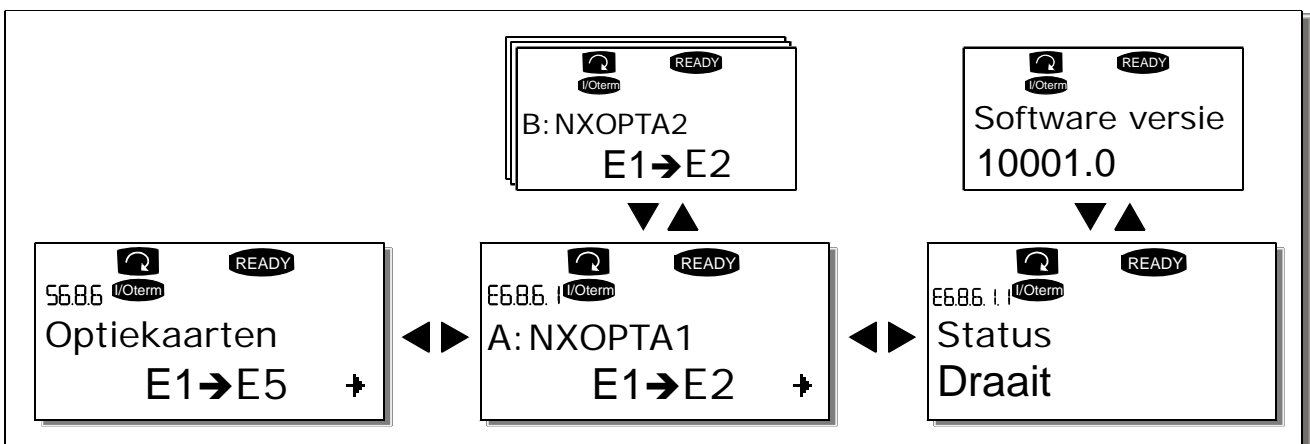 READY
I/Oterm
B:NXOPTA2
E1➔E2
READY
I/Oterm
Software versie
10001.0
READY
S6.8.6 I/Oterm
Optiekaarten
E1➔E5
READY
E6.8.6.1 I/Oterm
A:NXOPTA1
E1➔E2
READY
E6.8.6.1.1 I/Oterm
Status
Draait